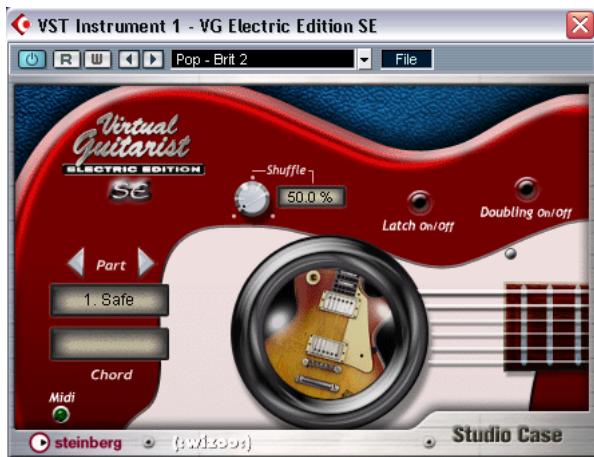 VST Instrument 1 - VG Electric Edition SE
R W Pop - Brit 2 File
Virtual
Guitarist
ELECTRIC EDITION
SE
Shuffle
50.0 %
Latch On/Off
Doubling On/Off
Part
1. Safe
Chord
Midi
steinberg
(:wizoo:)
Studio Case